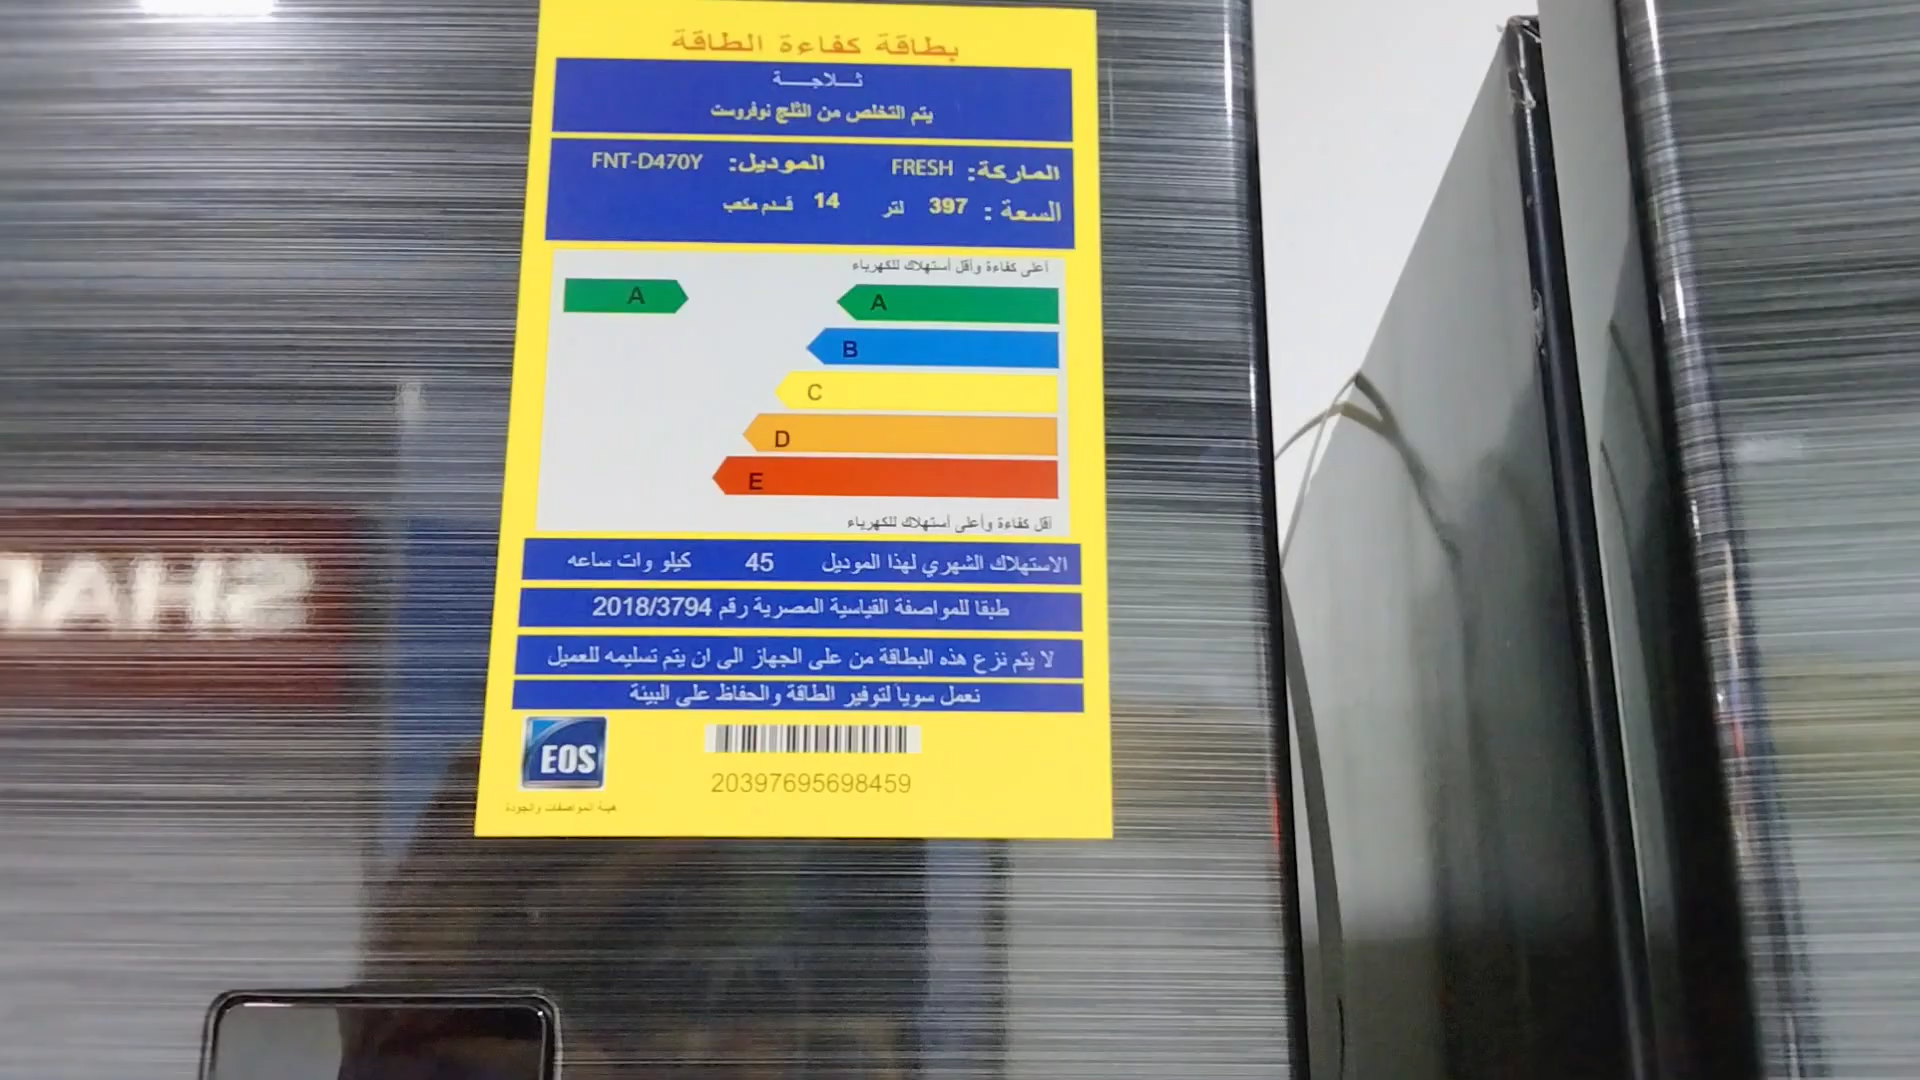 بطاقة كفاءة الطاقة
ثلاجة
يتم التخلص من الثلج نوفروست
الماركة: FRESH الموديل: FNT-D470Y
السعة : 397 لتر 14 قدم مكعب
أعلى كفاءة وأقل أستهلاك للكهرباء
A A
B
C
D
E
أقل كفاءة وأعلى أستهلاك للكهرباء
الاستهلاك الشهري لهذا الموديل 45 كيلو وات ساعه
طبقا للمواصفة القياسية المصرية رقم 2018/3794
لا يتم نزع هذه البطاقة من على الجهاز الى ان يتم تسليمه للعميل
نعمل سوياً لتوفير الطاقة والحفاظ على البيئة
EOS
هيئة المواصفات والجودة
20397695698459